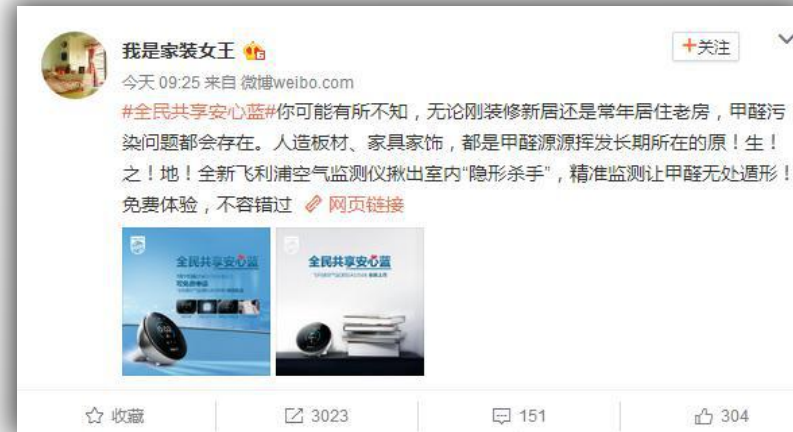 我是家装女王
+关注
今天 09:25 来自 微博weibo.com
#全民共享安心蓝#你可能有所不知，无论刚装修新居还是常年居住老房，甲醛污
染问题都会存在。人造板材、家具家饰，都是甲醛源源挥发长期所在的原！生！
之！地！全新飞利浦空气监测仪揪出室内“隐形杀手”，精准监测让甲醛无处遁形！
免费体验，不容错过 网页链接
全民共享安心蓝
全民共享安心蓝
收藏
3023
151
304